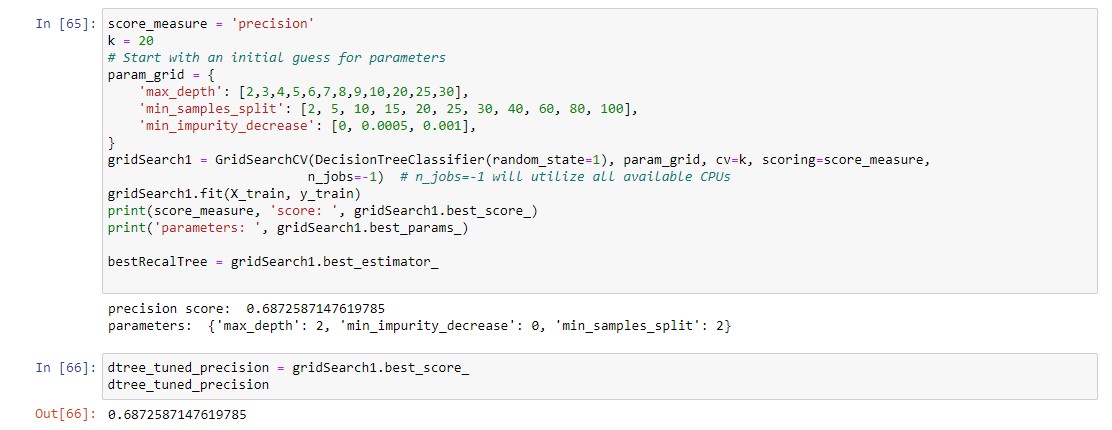 In [65]: score_measure = 'precision'
k = 20
# Start with an initial guess for parameters
param_grid = {
    'max_depth': [2,3,4,5,6,7,8,9,10,20,25,30],
    'min_samples_split': [2, 5, 10, 15, 20, 25, 30, 40, 60, 80, 100],
    'min_impurity_decrease': [0, 0.0005, 0.001],
}
gridSearch1 = GridSearchCV(DecisionTreeClassifier(random_state=1), param_grid, cv=k, scoring=score_measure,
                          n_jobs=-1)  # n_jobs=-1 will utilize all available CPUs
gridSearch1.fit(X_train, y_train)
print(score_measure, 'score: ', gridSearch1.best_score_)
print('parameters: ', gridSearch1.best_params_)
bestRecalTree = gridSearch1.best_estimator_
precision score:  0.6872587147619785
parameters:  {'max_depth': 2, 'min_impurity_decrease': 0, 'min_samples_split': 2}
In [66]: dtree_tuned_precision = gridSearch1.best_score_
dtree_tuned_precision
Out[66]: 0.6872587147619785